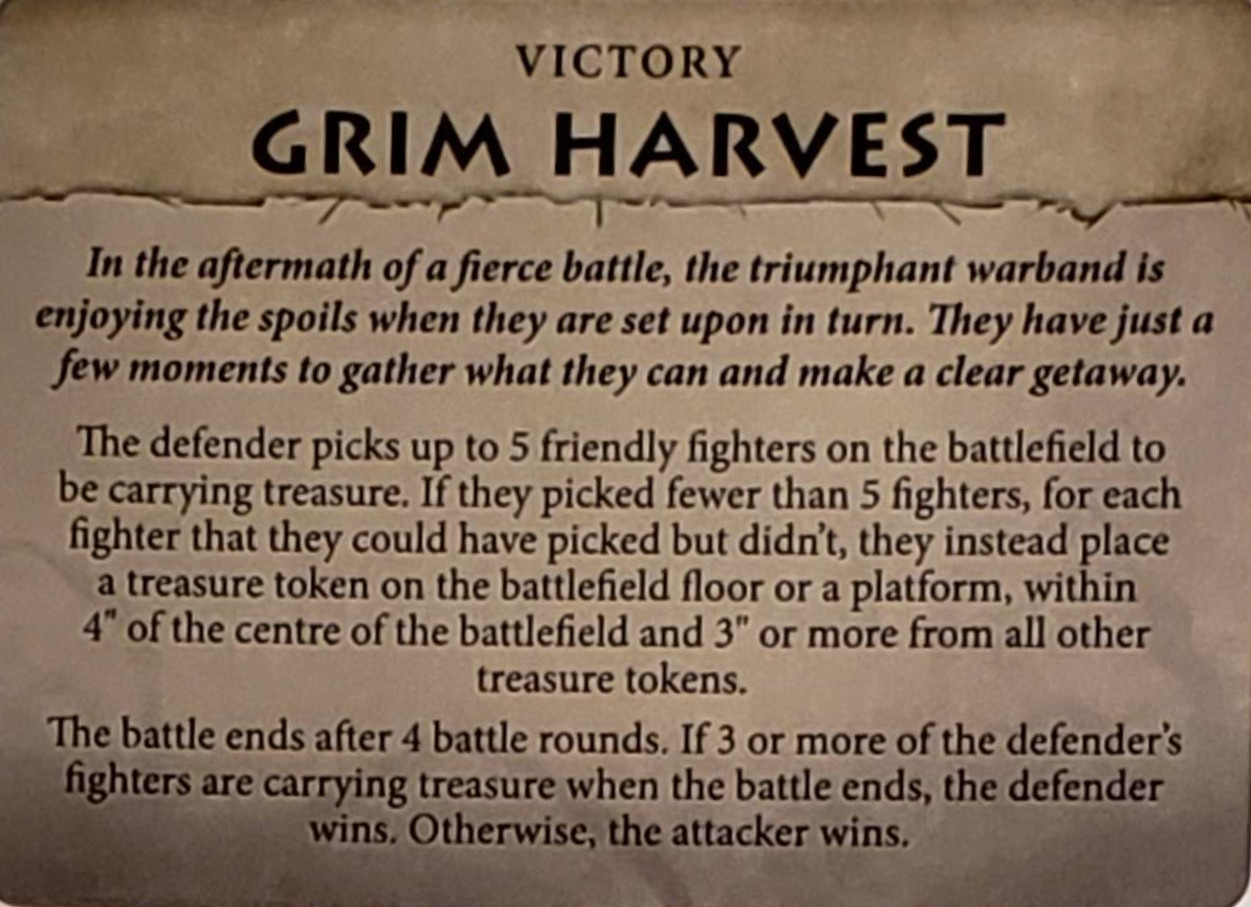 VICTORY
GRIM HARVEST
In the aftermath of a fierce battle, the triumphant warband is
enjoying the spoils when they are set upon in turn. They have just a
few moments to gather what they can and make a clear getaway.
The defender picks up to 5 friendly fighters on the battlefield to
be carrying treasure. If they picked fewer than 5 fighters, for each
fighter that they could have picked but didn't, they instead place
a treasure token on the battlefield floor or a platform, within
4" of the centre of the battlefield and 3" or more from all other
treasure tokens.
The battle ends after 4 battle rounds. If 3 or more of the defender's
fighters are carrying treasure when the battle ends, the defender
wins. Otherwise, the attacker wins.